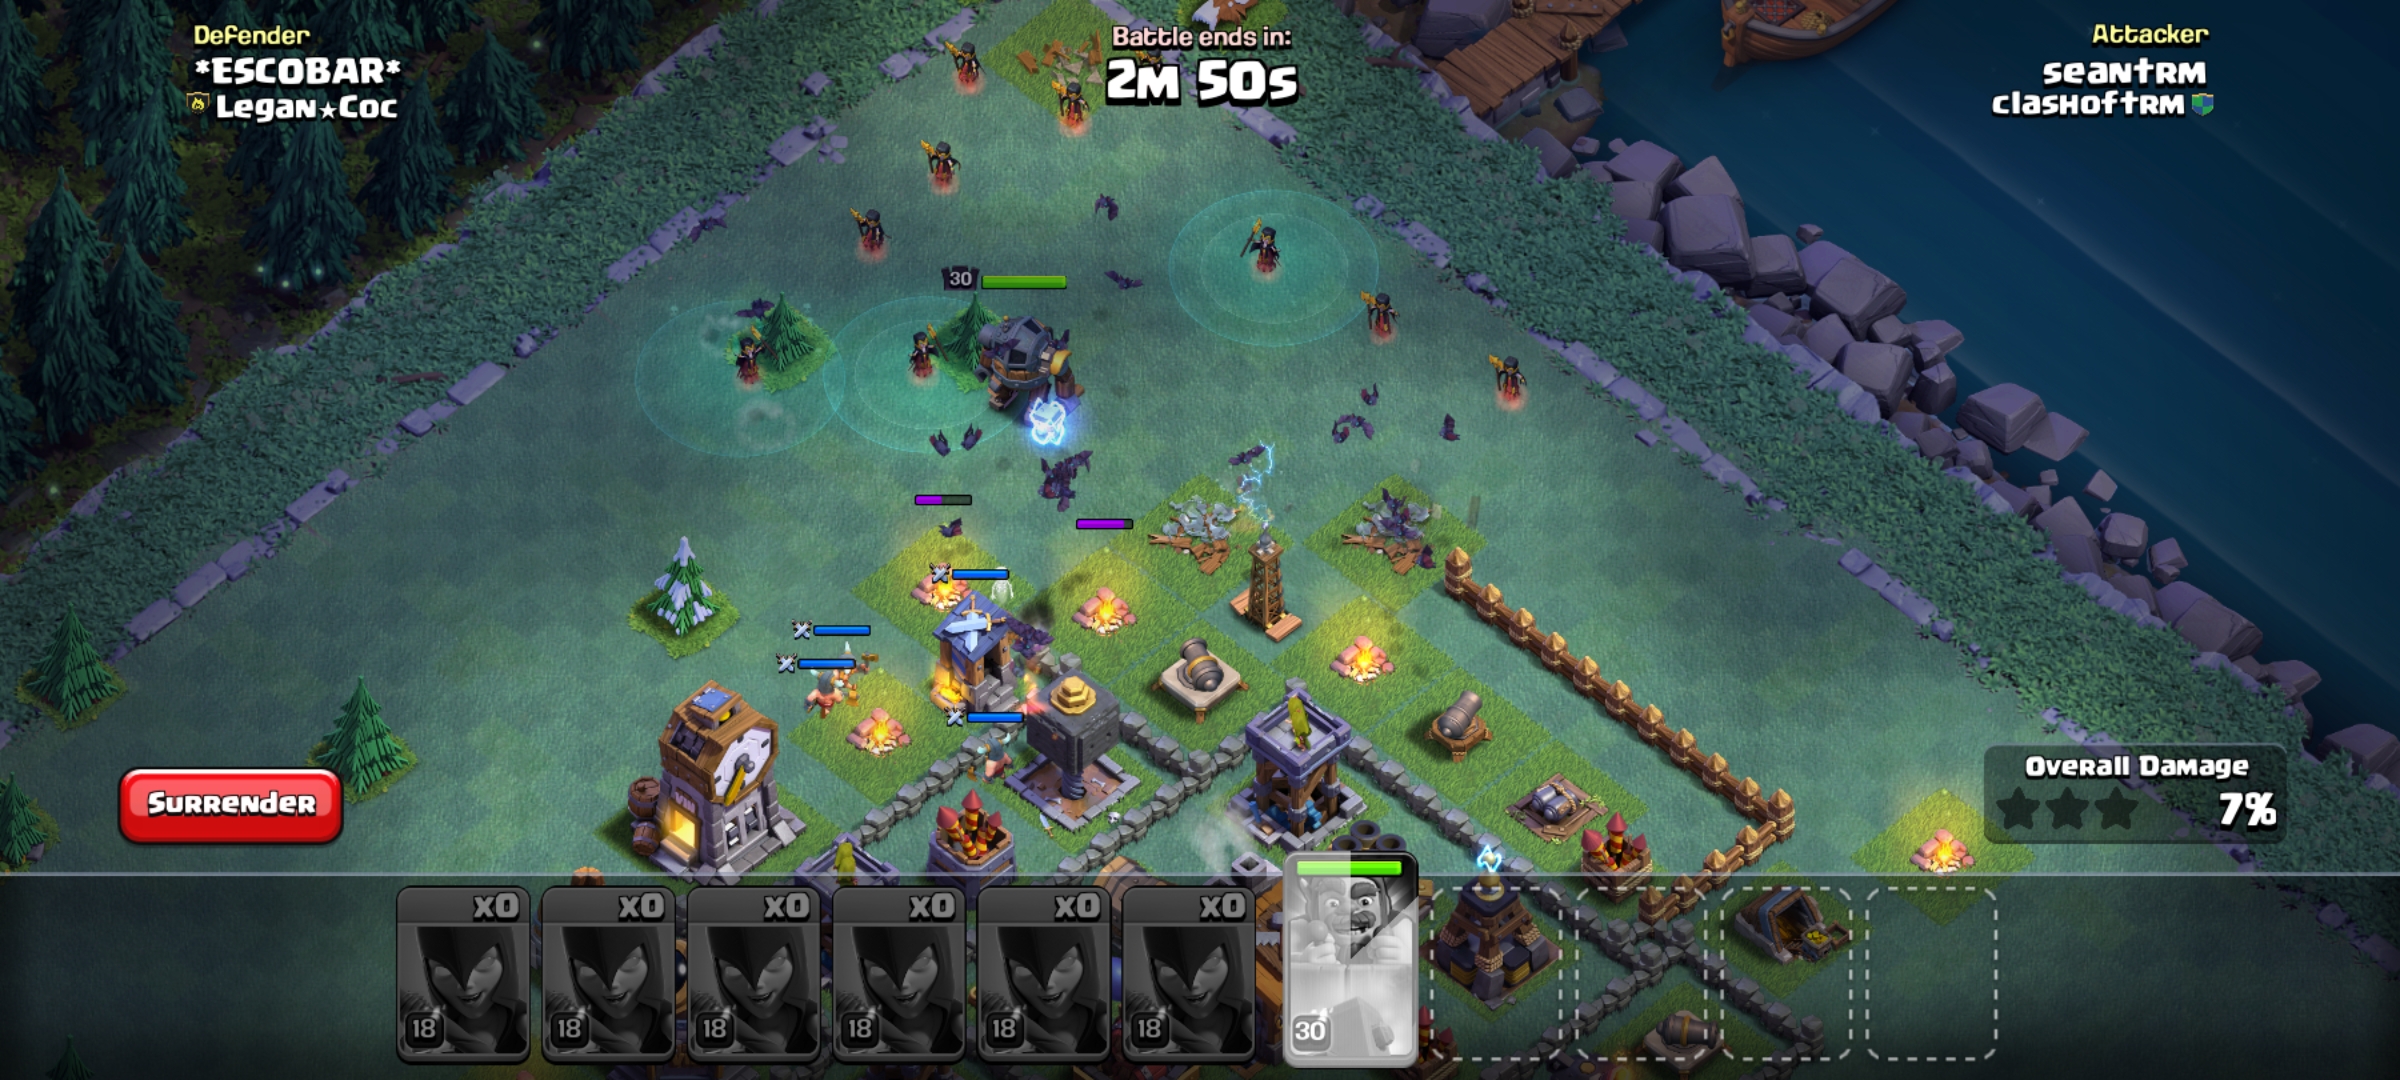 Defender
*ESCOBAR*
Legan★Coc
Battle ends in:
2M 50S
Attacker
seantRM
clashoftRM
30
VIII
Surrender
Overall Damage
7%
x0
x0
x0
x0
x0
x0
18
18
18
18
18
18
30